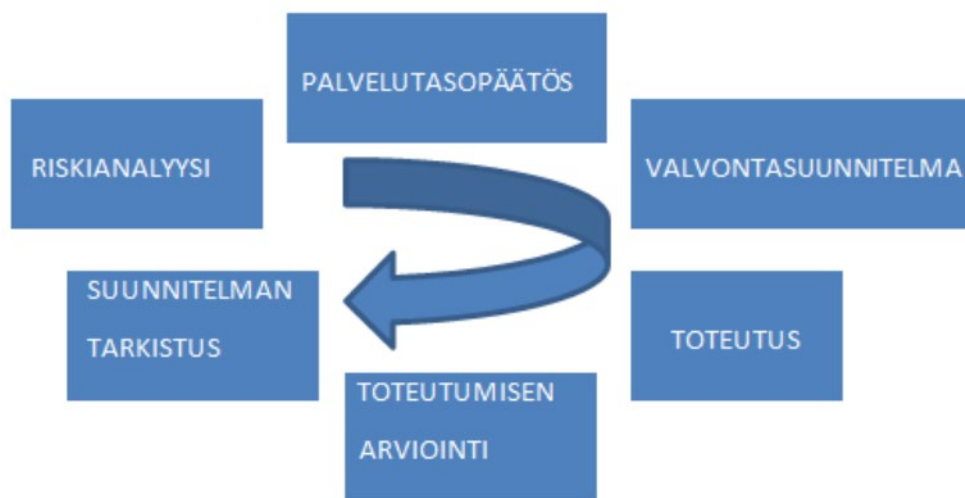 PALVELUTASOPÄÄTÖS
RISKIANALYYSI
VALVONTASUUNNITELMA
SUUNNITELMAN
TARKISTUS
TOTEUTUS
TOTEUTUMISEN
ARVIOINTI